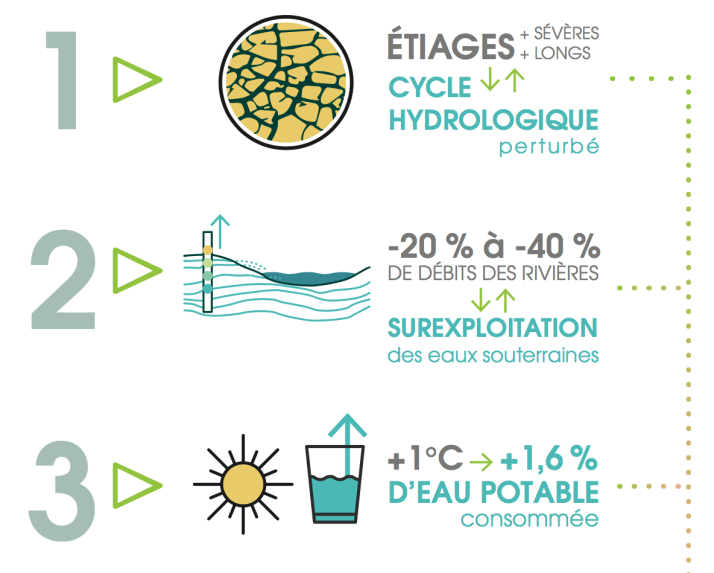 1
ÉTIAGES + SÉVÈRES
+ LONGS
CYCLE
HYDROLOGIQUE
perturbé
2
-20 % à -40 %
DE DÉBITS DES RIVIÈRES
SUREXPLOITATION
des eaux souterraines
3
+1°C → +1,6 %
D'EAU POTABLE
consommée